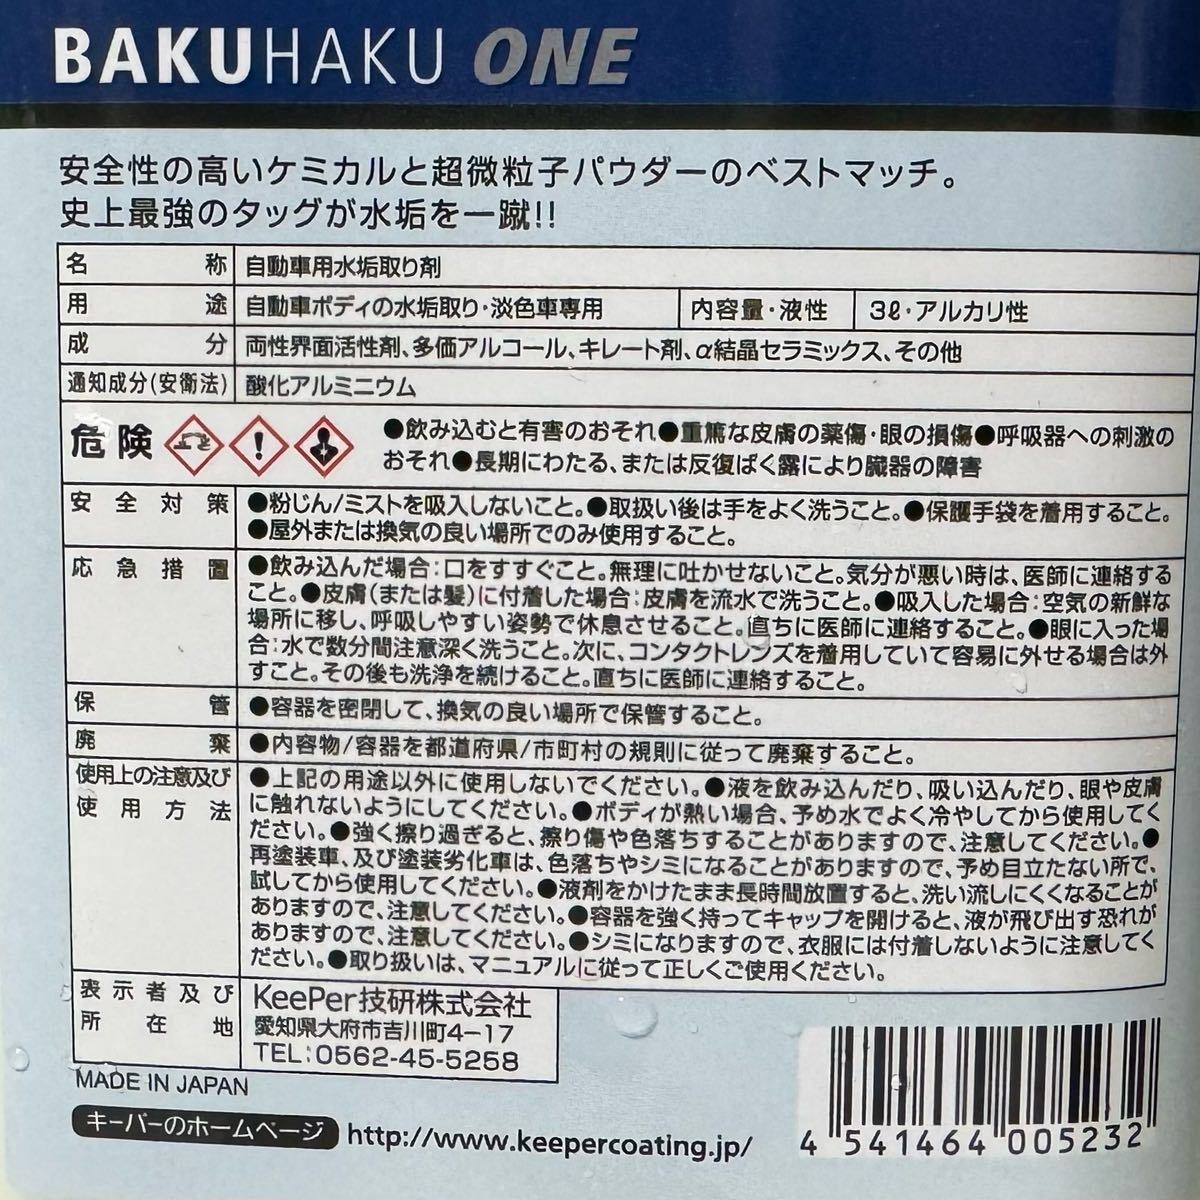 BAKUHAKU ONE
安全性の高いケミカルと超微粒子パウダーのベストマッチ。
史上最強のタッグが水垢を一蹴!!
名称 自動車用水垢取り剤
用途 自動車ボディの水垢取り・淡色車専用 内容量・液性 3ℓ・アルカリ性
成分 両性界面活性剤、多価アルコール、キレート剤、α結晶セラミックス、その他
通知成分(安衛法) 酸化アルミニウム
危険 ●飲み込むと有害のおそれ●重篤な皮膚の薬傷・眼の損傷●呼吸器への刺激の
おそれ●長期にわたる、または反復ばく露により臓器の障害
安全対策 ●粉じん/ミストを吸入しないこと。●取扱い後は手をよく洗うこと。●保護手袋を着用すること。
●屋外または換気の良い場所でのみ使用すること。
応急措置 ●飲み込んだ場合:口をすすぐこと。無理に吐かせないこと。気分が悪い時は、医師に連絡する
こと。●皮膚(または髪)に付着した場合:皮膚を流水で洗うこと。●吸入した場合:空気の新鮮な
場所に移し、呼吸しやすい姿勢で休息させること。直ちに医師に連絡すること。●眼に入った場
合:水で数分間注意深く洗うこと。次に、コンタクトレンズを着用していて容易に外せる場合は外
すこと。その後も洗浄を続けること。直ちに医師に連絡すること。
保管 ●容器を密閉して、換気の良い場所で保管すること。
廃棄 ●内容物/容器を都道府県/市町村の規則に従って廃棄すること。
使用上の注意及び ●上記の用途以外に使用しないでください。●液を飲み込んだり、吸い込んだり、眼や皮膚
使用方法 に触れないようにしてください。●ボディが熱い場合、予め水でよく冷やしてから使用してく
ださい。●強く擦り過ぎると、擦り傷や色落ちすることがありますので、注意してください。●
再塗装車、及び塗装劣化車は、色落ちやシミになることがありますので、予め目立たない所で、
試してから使用してください。●液剤をかけたまま長時間放置すると、洗い流しにくくなることが
ありますので、注意してください。●容器を強く持ってキャップを開けると、液が飛び出す恐れが
ありますので、注意してください。●シミになりますので、衣服には付着しないように注意してく
ださい。●取り扱いは、マニュアルに従って正しくご使用ください。
表示者及び KeePer技研株式会社
所在地 愛知県大府市吉川町4-17
TEL:0562-45-5258
MADE IN JAPAN
キーパーのホームページ http://www.keepercoating.jp/
4 541464 005232